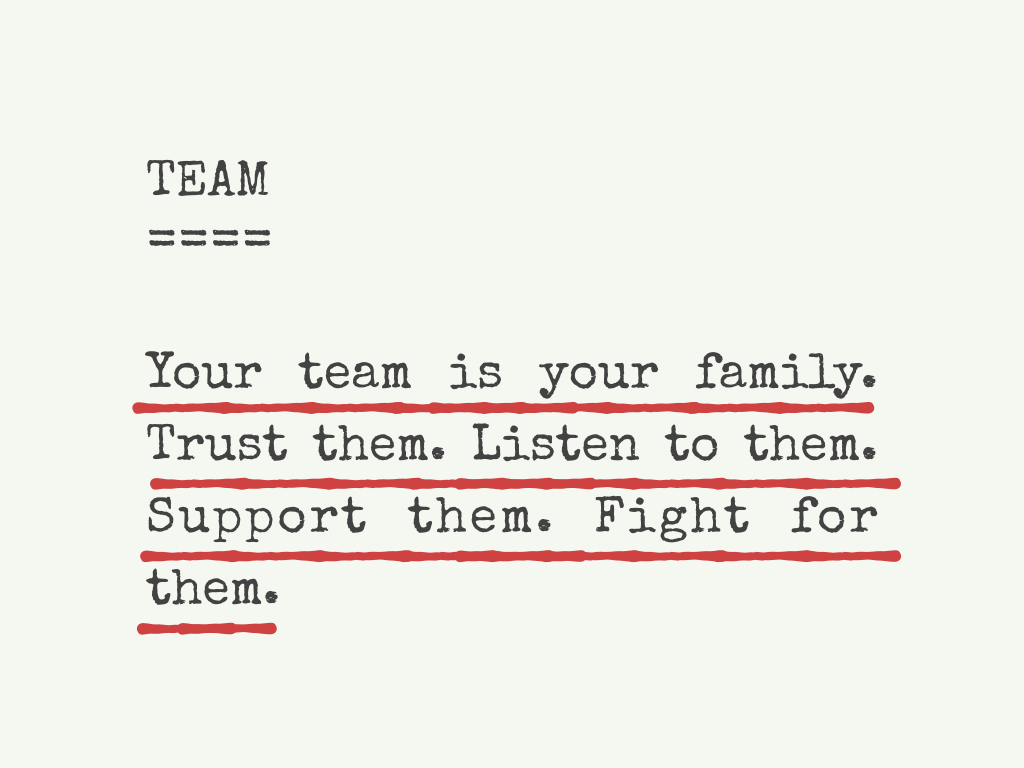 TEAM
====
Your team is your family.
Trust them. Listen to them.
Support them. Fight for
them.